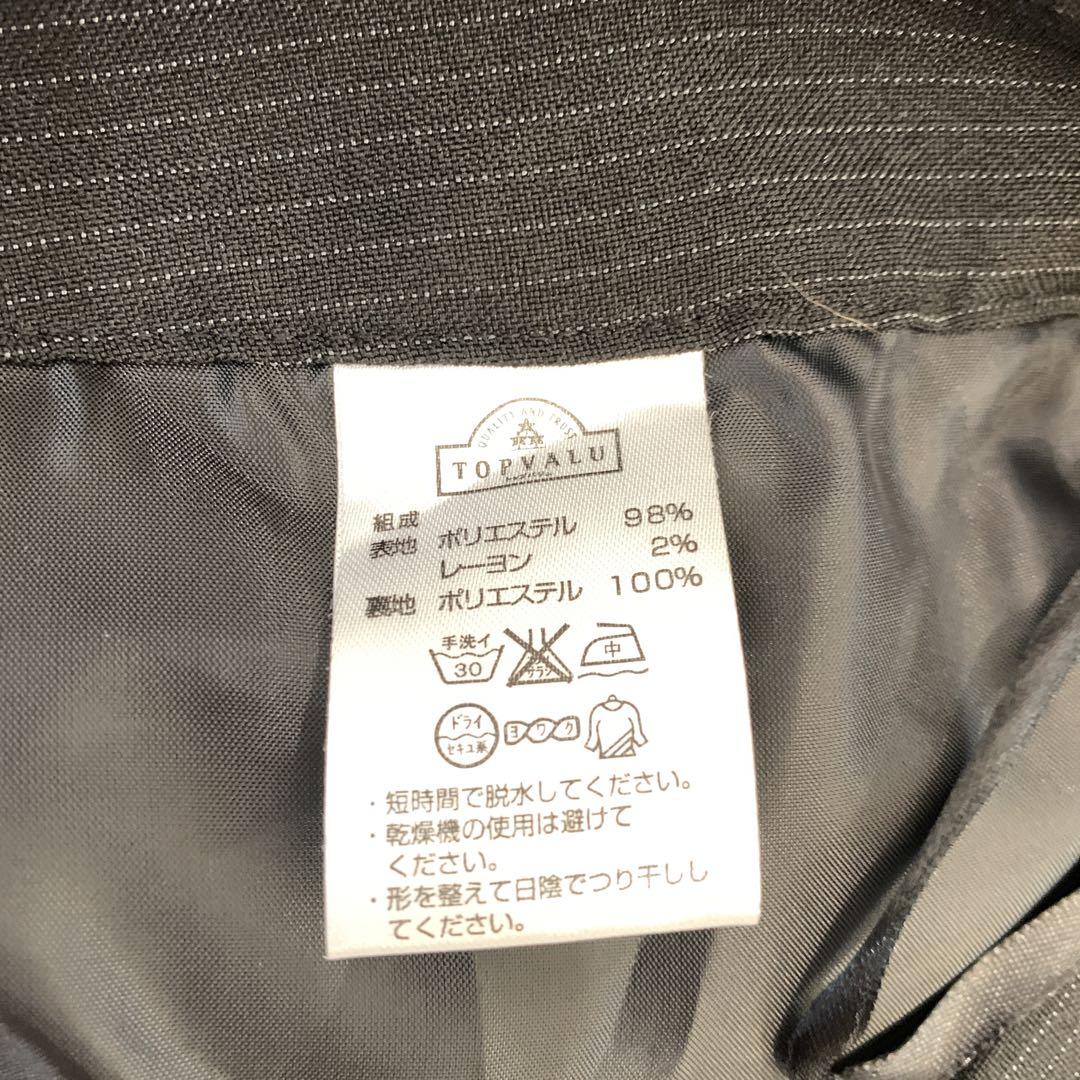 QUALITY AND TRUST
TOPVALU
組成
表地 ポリエステル 98%
レーヨン 2%
裏地 ポリエステル 100%
手洗イ
30
サラシ
中
ドライ
セキユ系
ヨワク
・短時間で脱水してください。
・乾燥機の使用は避けて
ください。
・形を整えて日陰でつり干しし
てください。